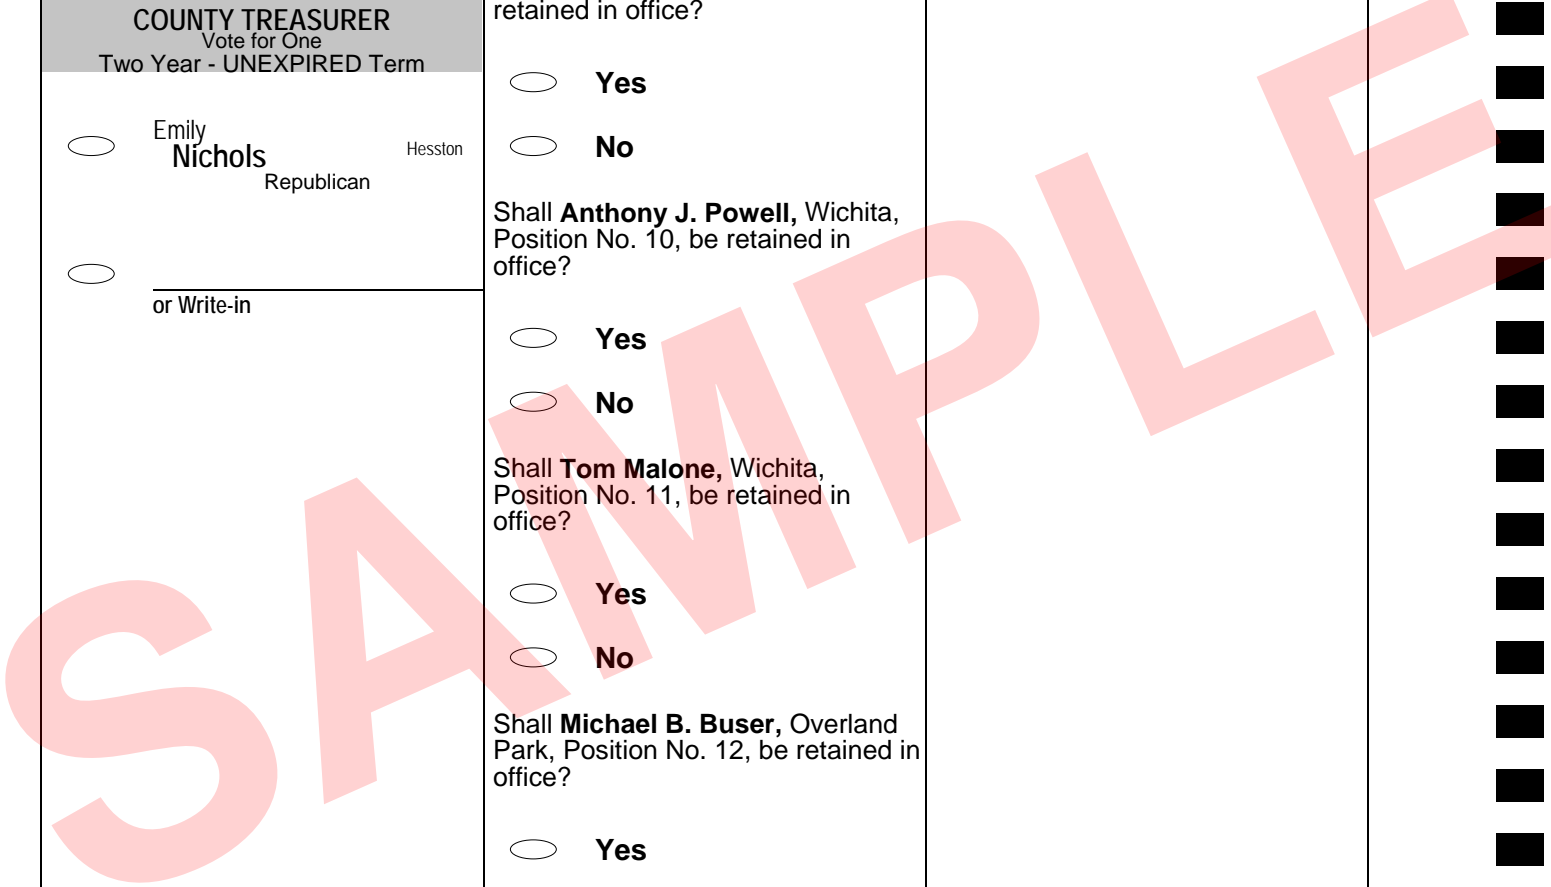 COUNTY TREASURER
Vote for One
Two Year - UNEXPIRED Term
Emily
Nichols
Hesston
Republican
or Write-in
retained in office?
Yes
No
Shall Anthony J. Powell, Wichita,
Position No. 10, be retained in
office?
Yes
No
Shall Tom Malone, Wichita,
Position No. 11, be retained in
office?
Yes
No
Shall Michael B. Buser, Overland
Park, Position No. 12, be retained in
office?
Yes
SAMPLE